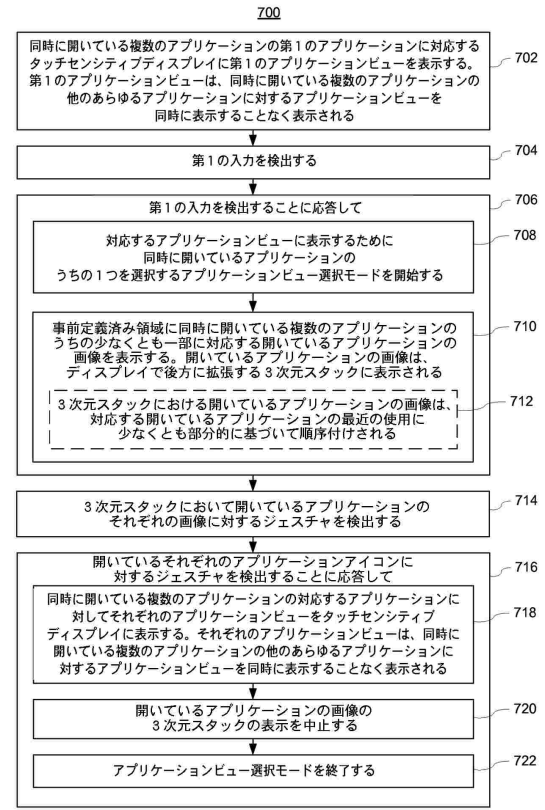 700
同時に開いている複数のアプリケーションの第1のアプリケーションに対応する
タッチセンシティブディスプレイに第1のアプリケーションビューを表示する。
第1のアプリケーションビューは、同時に開いている複数のアプリケーションの
他のあらゆるアプリケーションに対するアプリケーションビューを
同時に表示することなく表示される
702
第1の入力を検出する
704
第1の入力を検出することに応答して
706
対応するアプリケーションビューに表示するために
同時に開いているアプリケーションの
うちの1つを選択するアプリケーションビュー選択モードを開始する
708
事前定義済み領域に同時に開いている複数のアプリケーションの
うちの少なくとも一部に対応する開いているアプリケーションの
画像を表示する。開いているアプリケーションの画像は、
ディスプレイで後方に拡張する3次元スタックに表示される
710
3次元スタックにおける開いているアプリケーションの画像は、
対応する開いているアプリケーションの最近の使用に
少なくとも部分的に基づいて順序付けされる
712
3次元スタックにおいて開いているアプリケーションの
それぞれの画像に対するジェスチャを検出する
714
開いているそれぞれのアプリケーションアイコンに
対するジェスチャを検出することに応答して
716
同時に開いている複数のアプリケーションの対応するアプリケーションに
対してそれぞれのアプリケーションビューをタッチセンシティブ
ディスプレイに表示する。それぞれのアプリケーションビューは、同時に
開いている複数のアプリケーションの他のあらゆるアプリケーションに
対するアプリケーションビューを同時に表示することなく表示される
718
開いているアプリケーションの画像の
3次元スタックの表示を中止する
720
アプリケーションビュー選択モードを終了する
722